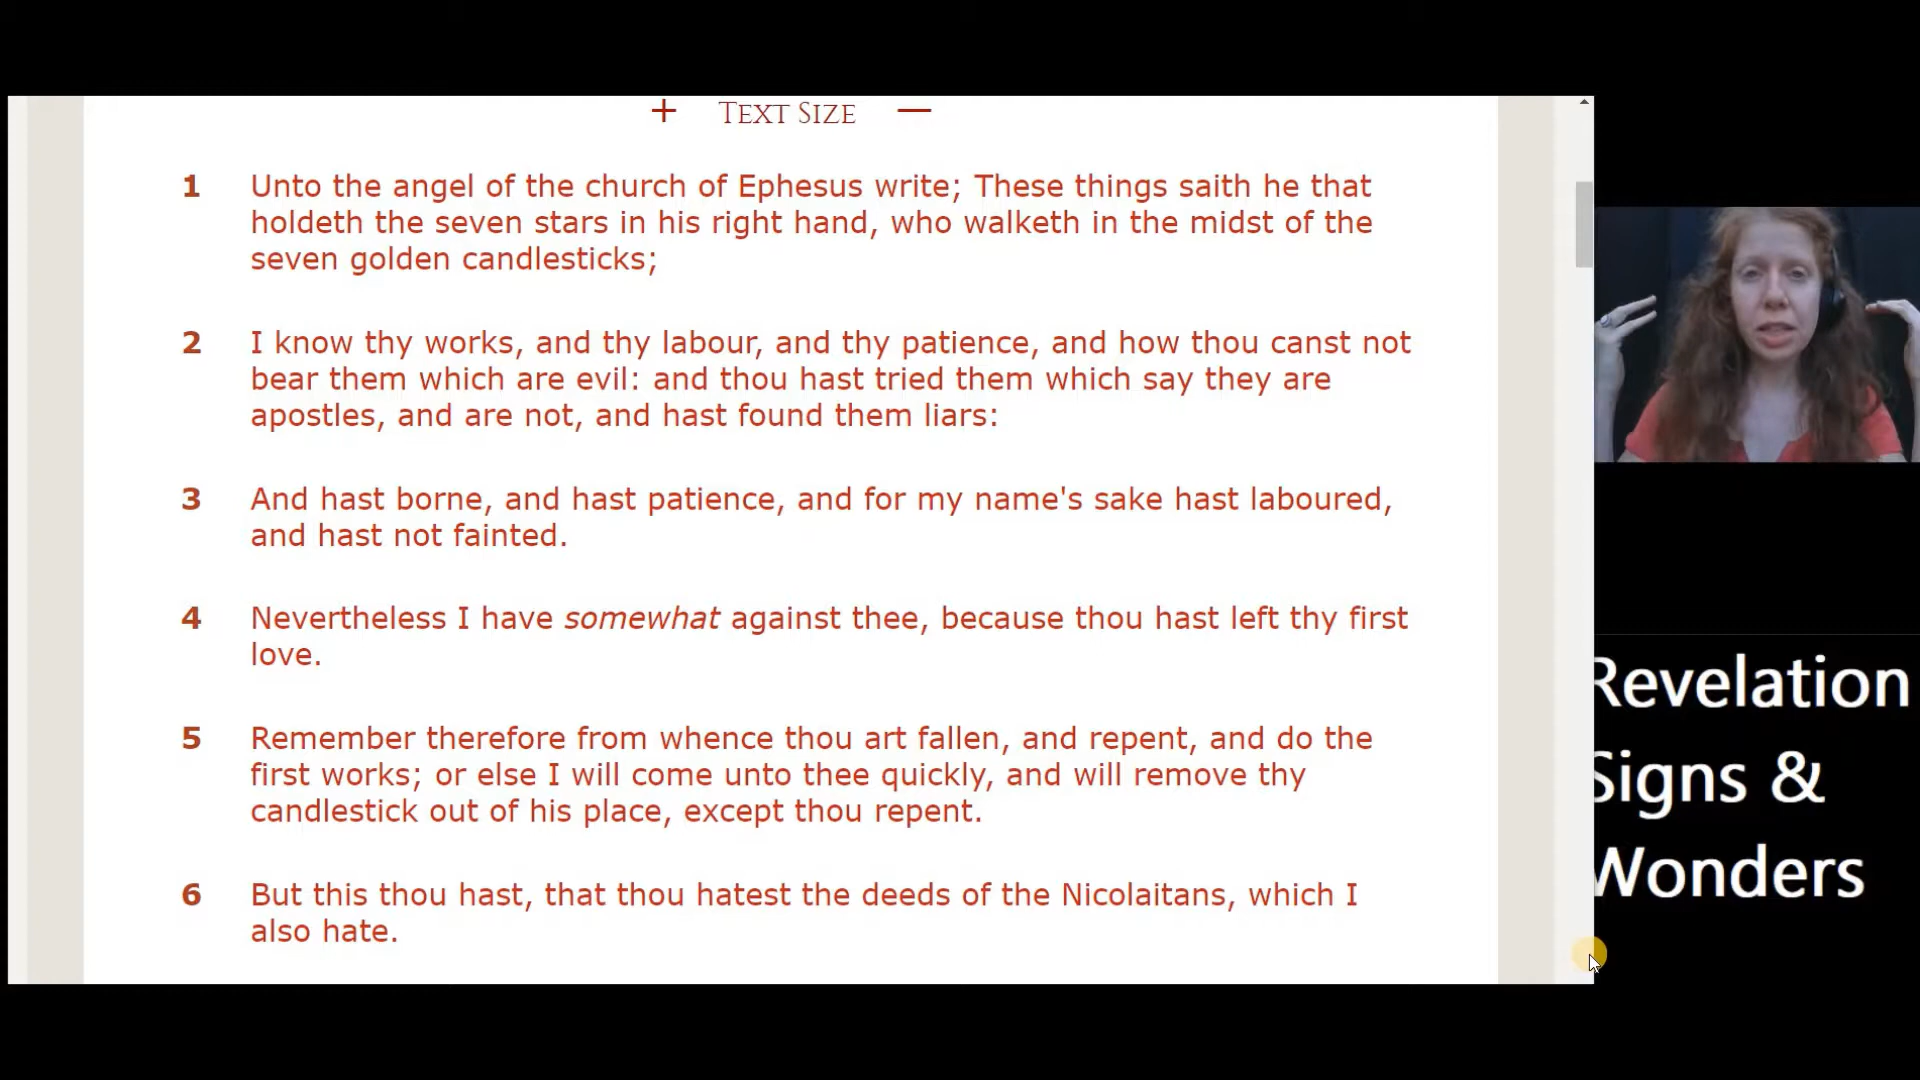 + TEXT SIZE —
1 Unto the angel of the church of Ephesus write; These things saith he that
holdeth the seven stars in his right hand, who walketh in the midst of the
seven golden candlesticks;
2 I know thy works, and thy labour, and thy patience, and how thou canst not
bear them which are evil: and thou hast tried them which say they are
apostles, and are not, and hast found them liars:
3 And hast borne, and hast patience, and for my name's sake hast laboured,
and hast not fainted.
4 Nevertheless I have somewhat against thee, because thou hast left thy first
love.
5 Remember therefore from whence thou art fallen, and repent, and do the
first works; or else I will come unto thee quickly, and will remove thy
candlestick out of his place, except thou repent.
6 But this thou hast, that thou hatest the deeds of the Nicolaitans, which I
also hate.
Revelation
Signs &
Wonders